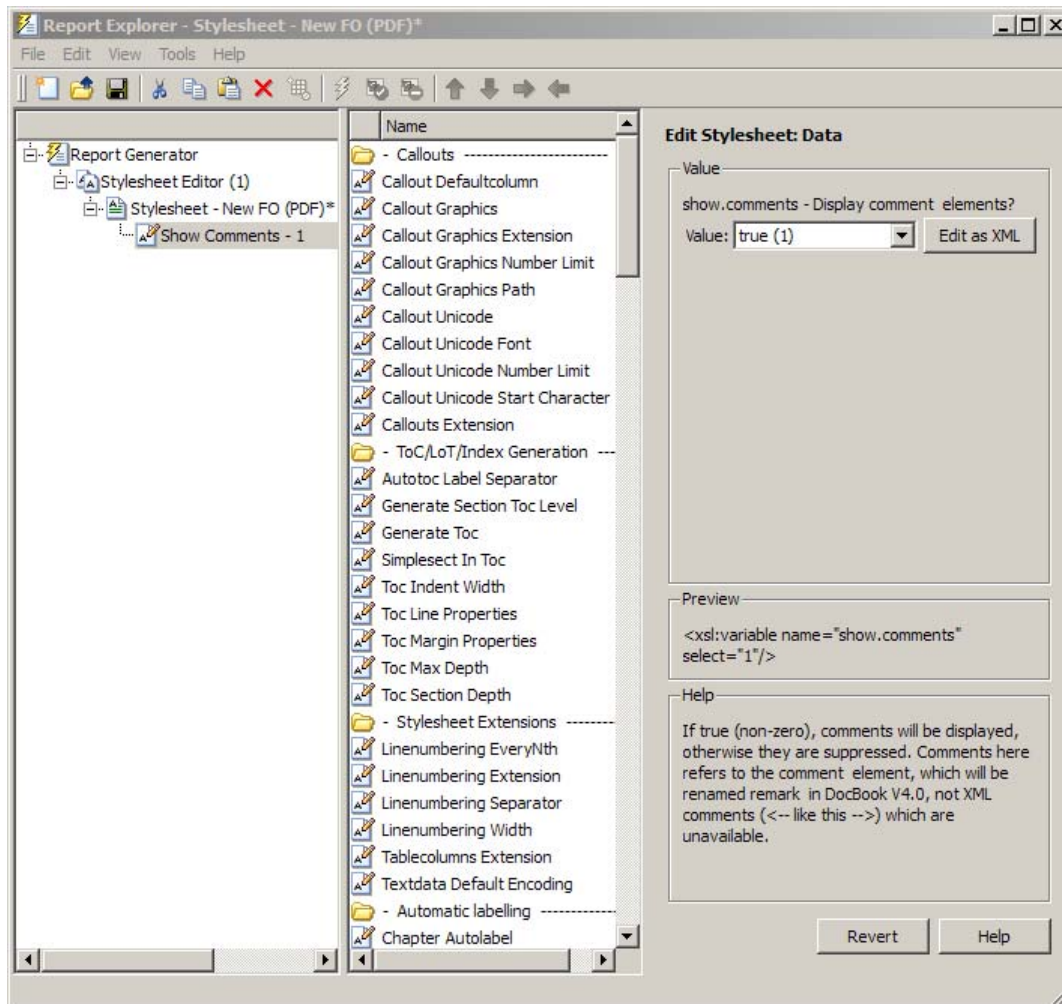 Report Explorer - Stylesheet - New FO (PDF)*
File Edit View Tools Help
Report Generator
Stylesheet Editor (1)
Stylesheet - New FO (PDF)*
Show Comments - 1
Name
- Callouts ------------------------
Callout Defaultcolumn
Callout Graphics
Callout Graphics Extension
Callout Graphics Number Limit
Callout Graphics Path
Callout Unicode
Callout Unicode Font
Callout Unicode Number Limit
Callout Unicode Start Character
Callouts Extension
- ToC/LoT/Index Generation ---
Autotoc Label Separator
Generate Section Toc Level
Generate Toc
Simplesect In Toc
Toc Indent Width
Toc Line Properties
Toc Margin Properties
Toc Max Depth
Toc Section Depth
- Stylesheet Extensions --------
Linenumbering EveryNth
Linenumbering Extension
Linenumbering Separator
Linenumbering Width
Tablecolumns Extension
Textdata Default Encoding
- Automatic labelling ------------
Chapter Autolabel
Edit Stylesheet: Data
Value
show.comments - Display comment elements?
Value: true (1) Edit as XML
Preview
<xsl:variable name="show.comments"
select="1"/>
Help
If true (non-zero), comments will be displayed,
otherwise they are suppressed. Comments here
refers to the comment element, which will be
renamed remark in DocBook V4.0, not XML
comments (<-- like this -->) which are
unavailable.
Revert Help